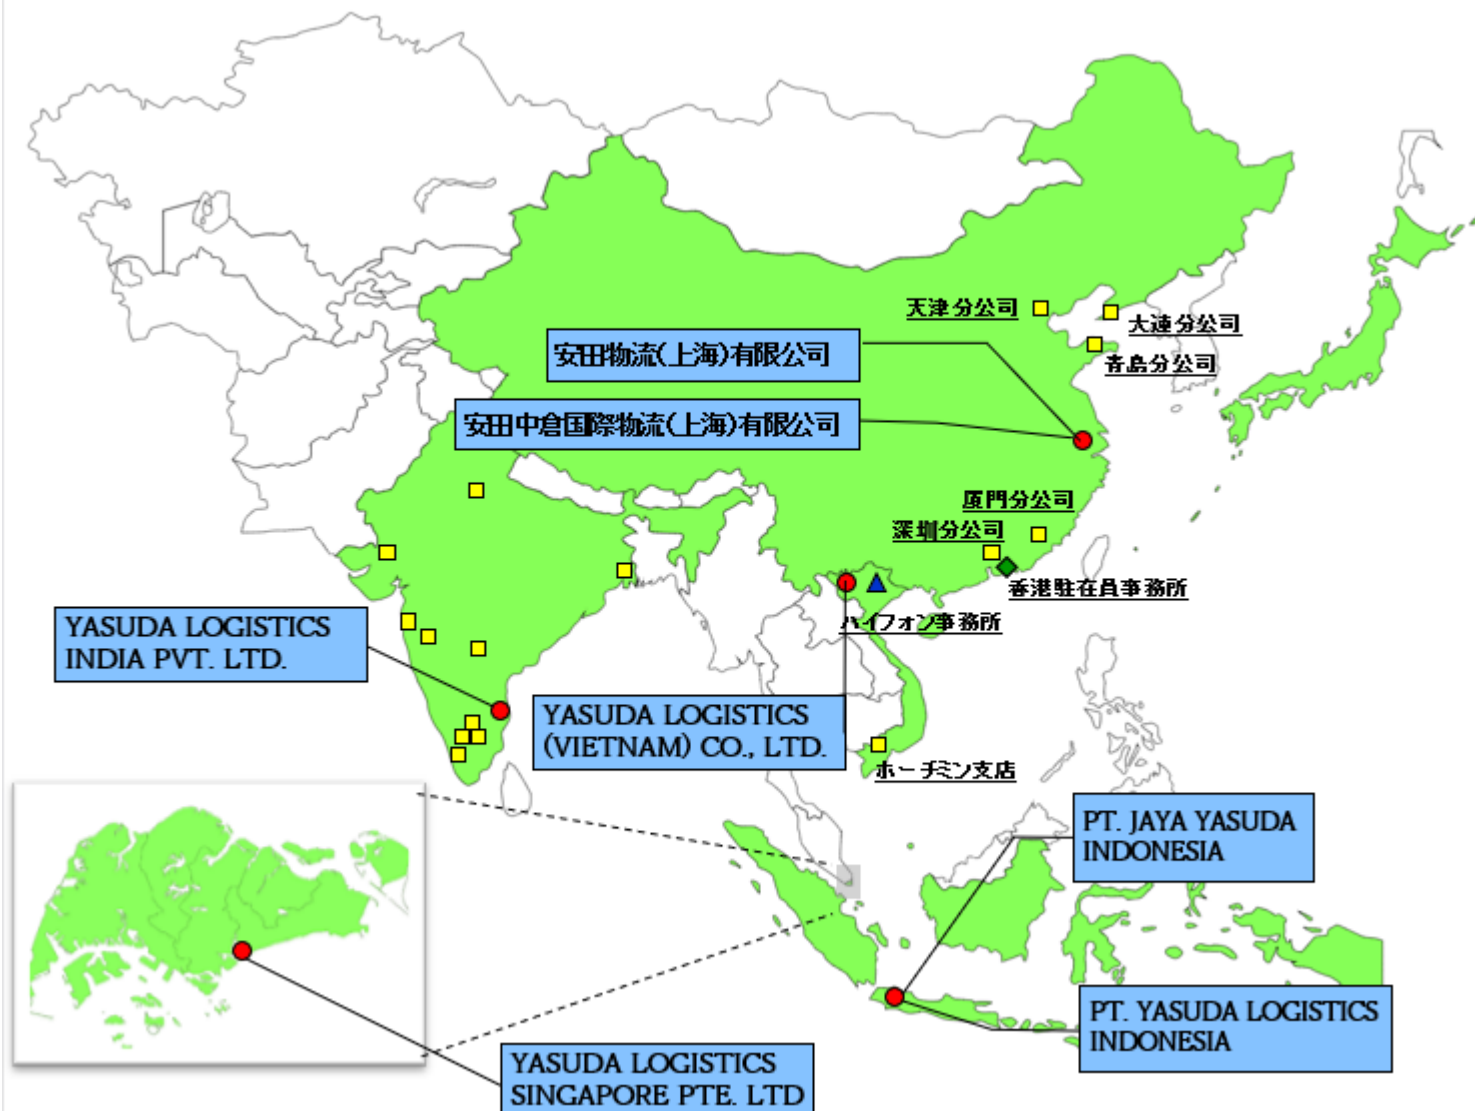 天津分公司
大連分公司
安田物流(上海)有限公司
青島分公司
安田中倉国際物流(上海)有限公司
厦門分公司
深圳分公司
香港駐在員事務所
ハイフォン事務所
YASUDA LOGISTICS
INDIA PVT. LTD.
YASUDA LOGISTICS
(VIETNAM) CO., LTD.
ホーチミン支店
PT. JAYA YASUDA
INDONESIA
PT. YASUDA LOGISTICS
INDONESIA
YASUDA LOGISTICS
SINGAPORE PTE. LTD